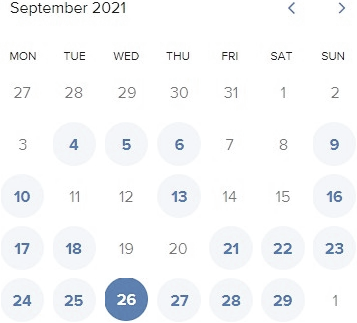 September 2021
MON TUE WED THU FRI SAT SUN
27 28 29 30 31 1 2
3 4 5 6 7 8 9
10 11 12 13 14 15 16
17 18 19 20 21 22 23
24 25 26 27 28 29 1